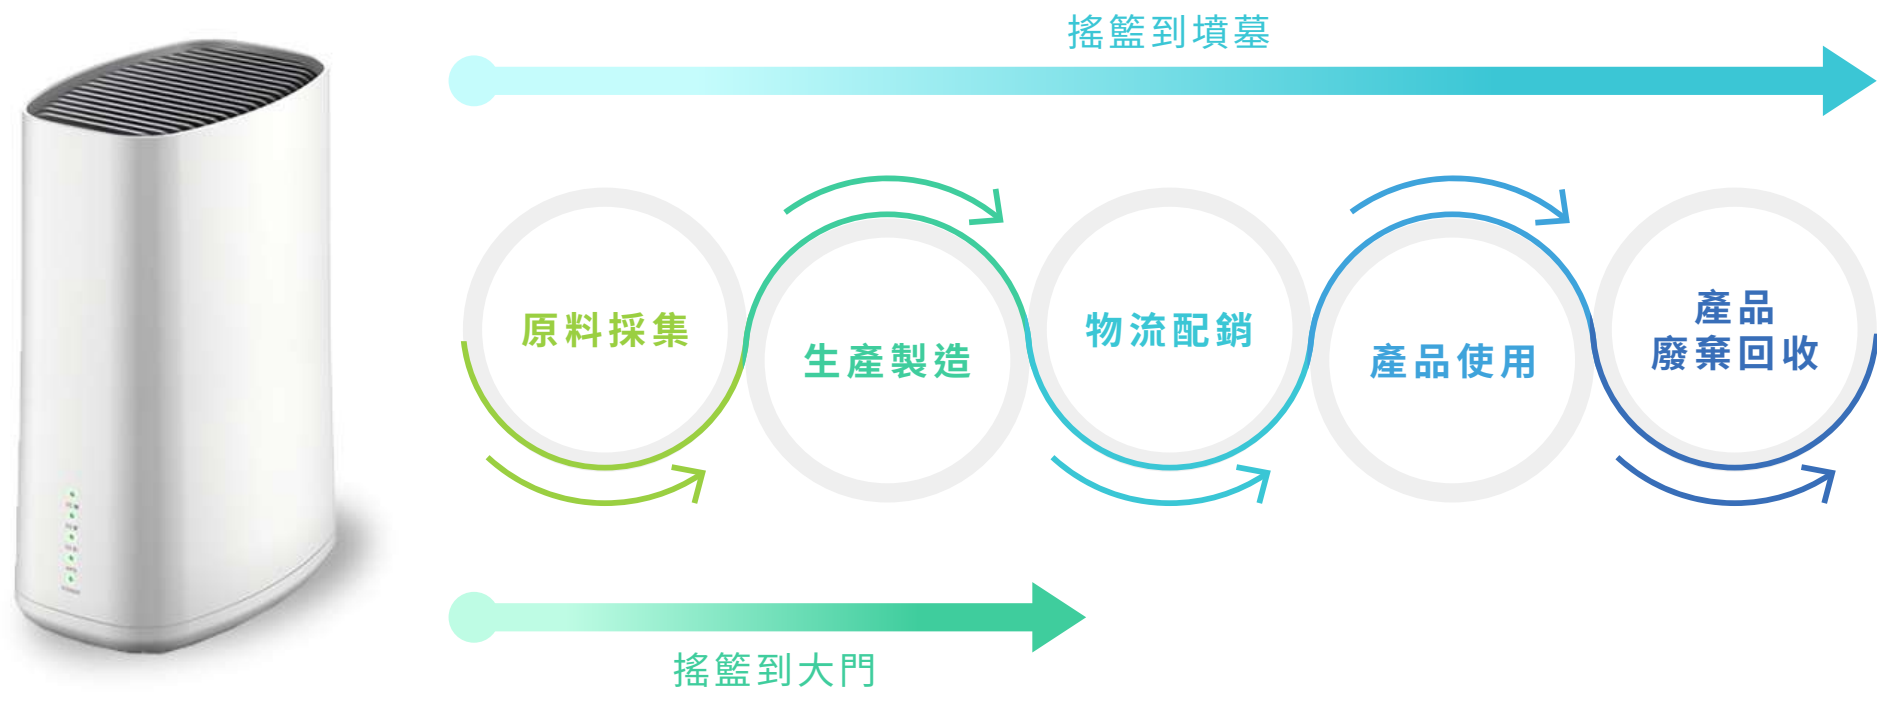 搖籃到墳墓
原料採集
生產製造
物流配銷
產品使用
產品
廢棄回收
搖籃到大門